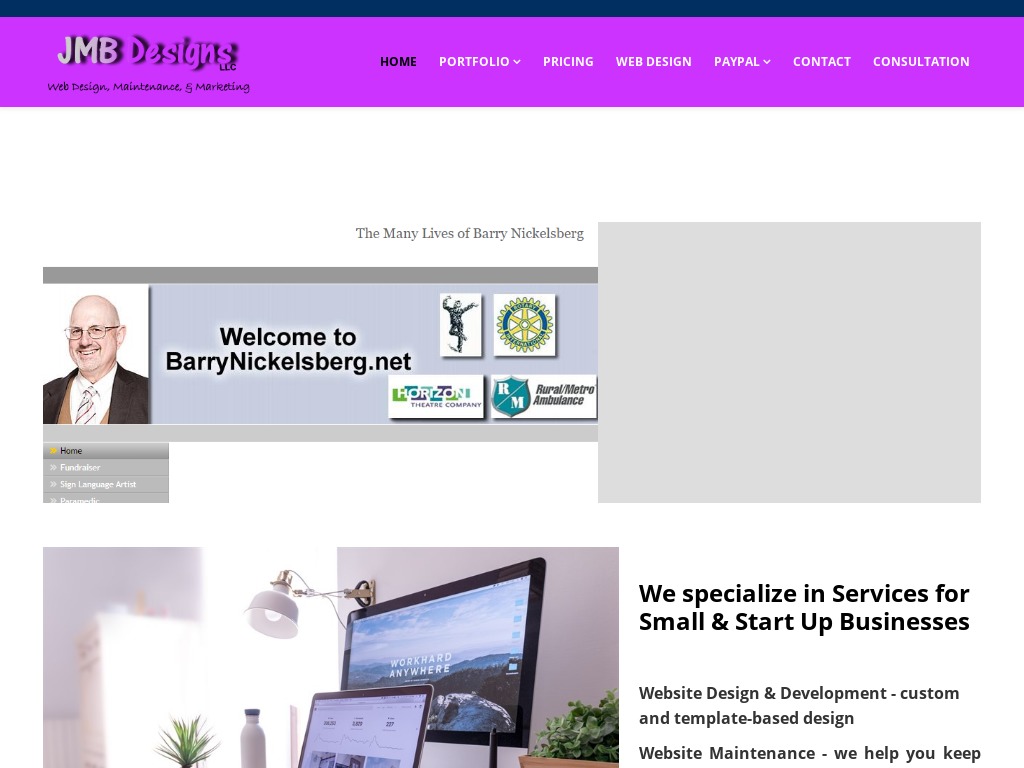 JMB Designs
LLC
Web Design, Maintenance, & Marketing
HOME PORTFOLIO PRICING WEB DESIGN PAYPAL CONTACT CONSULTATION
The Many Lives of Barry Nickelsberg
Welcome to
BarryNickelsberg.net
ROTARY
INTERNATIONAL
HORIZON
THEATRE COMPANY
R
M
Rural/Metro
Ambulance
Home
Fundraiser
Sign Language Artist
Paramedic
WORKHARD
ANYWHERE
We specialize in Services for
Small & Start Up Businesses
Website Design & Development - custom
and template-based design
Website Maintenance - we help you keep